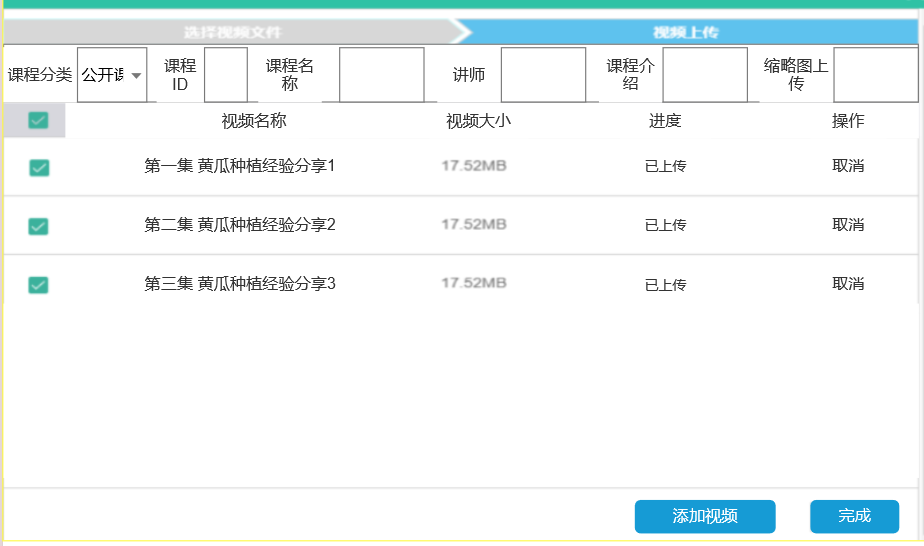 选择视频文件 视频上传
课程分类 公开课 课程ID 课程名称 讲师 课程介绍 缩略图上传
视频名称 视频大小 进度 操作
第一集 黄瓜种植经验分享1 17.52MB 已上传 取消
第二集 黄瓜种植经验分享2 17.52MB 已上传 取消
第三集 黄瓜种植经验分享3 17.52MB 已上传 取消
添加视频 完成